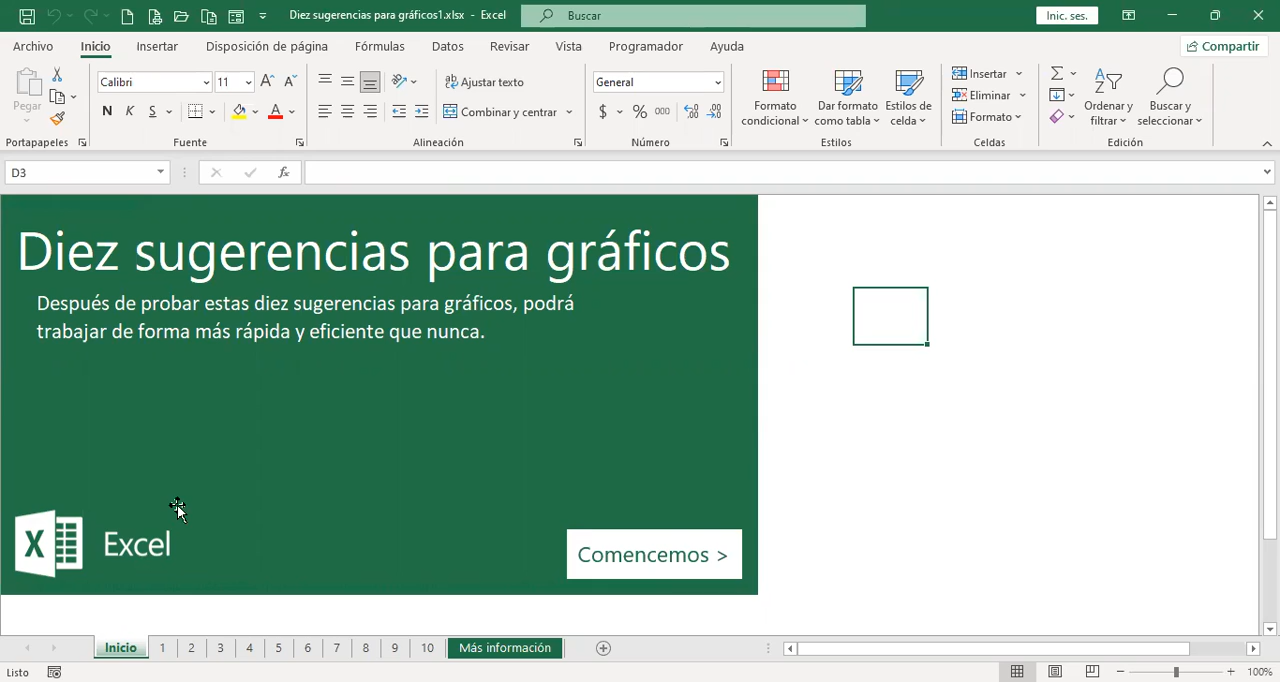 Diez sugerencias para gráficos1.xlsx - Excel
Buscar
Inic. ses.
Archivo Inicio Insertar Disposición de página Fórmulas Datos Revisar Vista Programador Ayuda
Compartir
Pegar
Portapapeles
Calibri 11
N K S
Fuente
Ajustar texto
Combinar y centrar
Alineación
General
$ % 000
Número
Formato condicional
Dar formato como tabla
Estilos de celda
Estilos
Insertar
Eliminar
Formato
Celdas
Ordenar y filtrar
Buscar y seleccionar
Edición
D3
fx
Diez sugerencias para gráficos
Después de probar estas diez sugerencias para gráficos, podrá
trabajar de forma más rápida y eficiente que nunca.
Excel
Comencemos >
Inicio 1 2 3 4 5 6 7 8 9 10 Más información
Listo
100%